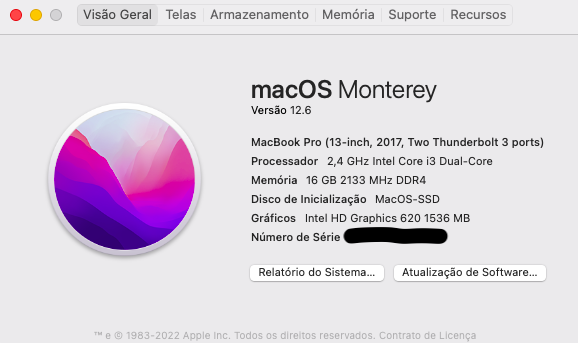 Visão Geral Telas Armazenamento Memória Suporte Recursos
macOS Monterey
Versão 12.6
MacBook Pro (13-inch, 2017, Two Thunderbolt 3 ports)
Processador 2,4 GHz Intel Core i3 Dual-Core
Memória 16 GB 2133 MHz DDR4
Disco de Inicialização MacOS-SSD
Gráficos Intel HD Graphics 620 1536 MB
Número de Série
Relatório do Sistema... Atualização de Software...
™ e © 1983-2022 Apple Inc. Todos os direitos reservados. Contrato de Licença